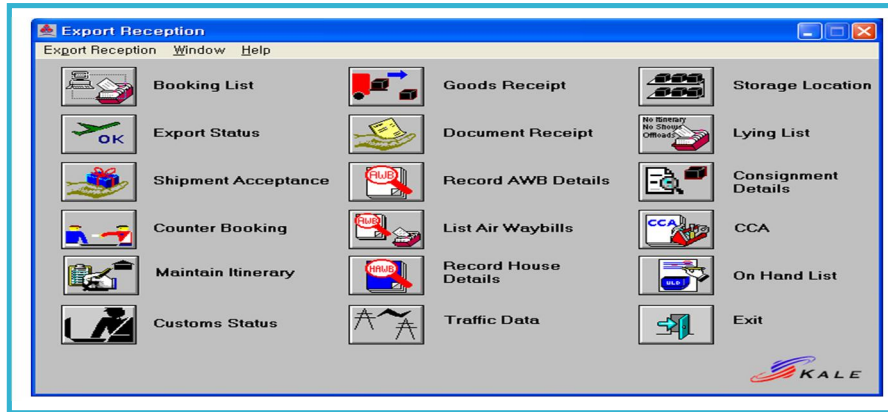 Export Reception
Export Reception Window Help
Booking List
Goods Receipt
Storage Location
OK
Export Status
Document Receipt
No Itinerary
No Shows
Offloads
Lying List
Shipment Acceptance
AWB
Record AWB Details
Consignment
Details
Counter Booking
AWB
List Air Waybills
CCA
CCA
Maintain Itinerary
HAWB
Record House
Details
ULD
On Hand List
Customs Status
Traffic Data
Exit
KALE